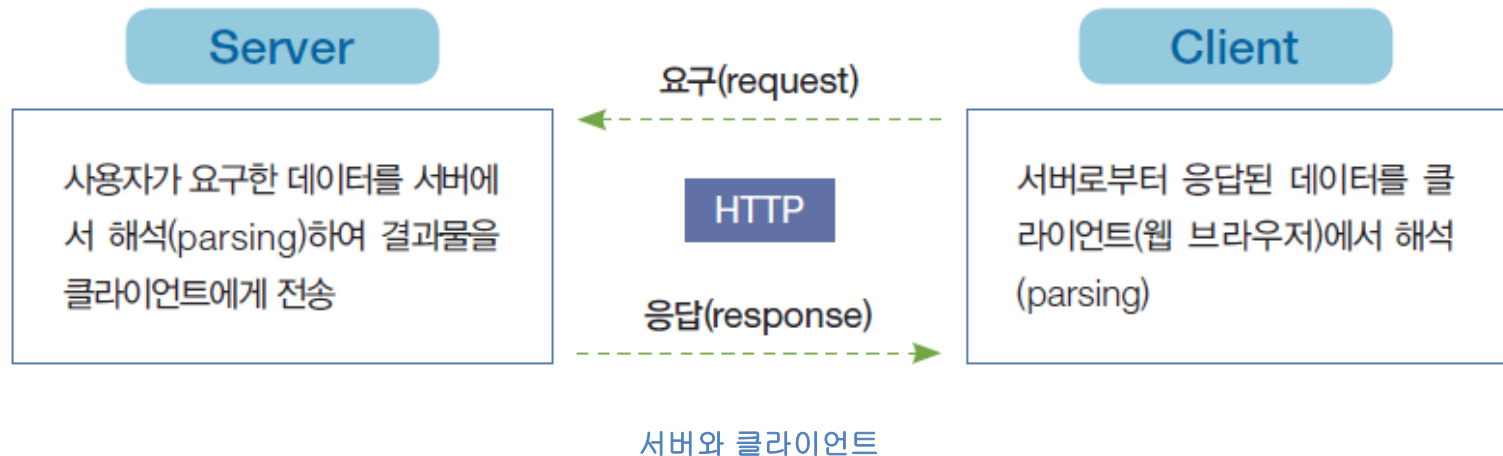 Server
Client
요구(request)
사용자가 요구한 데이터를 서버에
서 해석(parsing)하여 결과물을
클라이언트에게 전송
HTTP
서버로부터 응답된 데이터를 클
라이언트(웹 브라우저)에서 해석
(parsing)
응답(response)
서버와 클라이언트